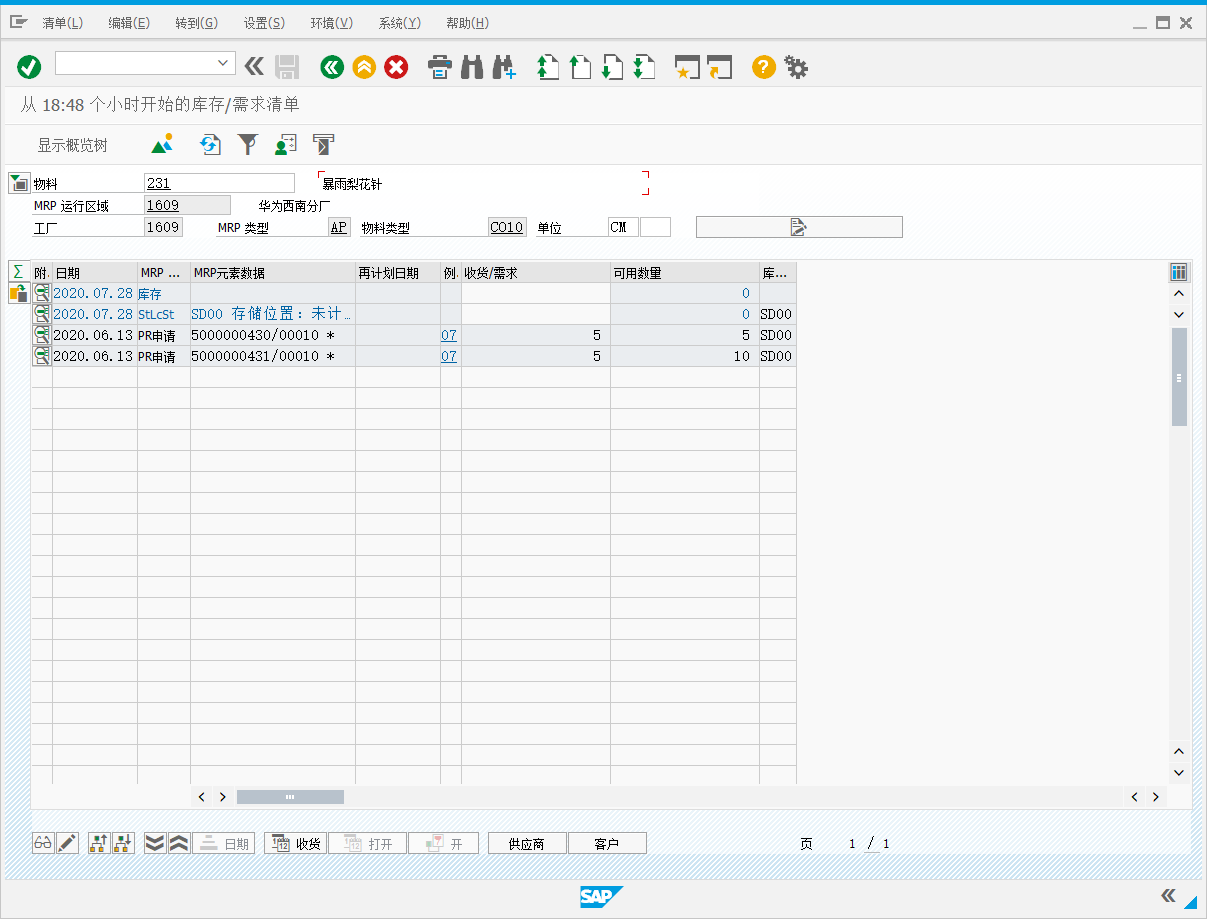 清单(L) 编辑(E) 转到(G) 设置(S) 环境(V) 系统(Y) 帮助(H)
从 18:48 个小时开始的库存/需求清单
显示概览树
物料 231 暴雨梨花针
MRP 运行区域 1609 华为西南分厂
工厂 1609 MRP 类型 AP 物料类型 CO10 单位 CM
附. 日期 MRP ... MRP元素数据 再计划日期 例. 收货/需求 可用数量 库...
2020.07.28 库存 0
2020.07.28 StLcSt SD00 存储位置：未计… 0 SD00
2020.06.13 PR申请 5000000430/00010 * 07 5 5 SD00
2020.06.13 PR申请 5000000431/00010 * 07 5 10 SD00
日期 收货 打开 开 供应商 客户 页 1 / 1
SAP